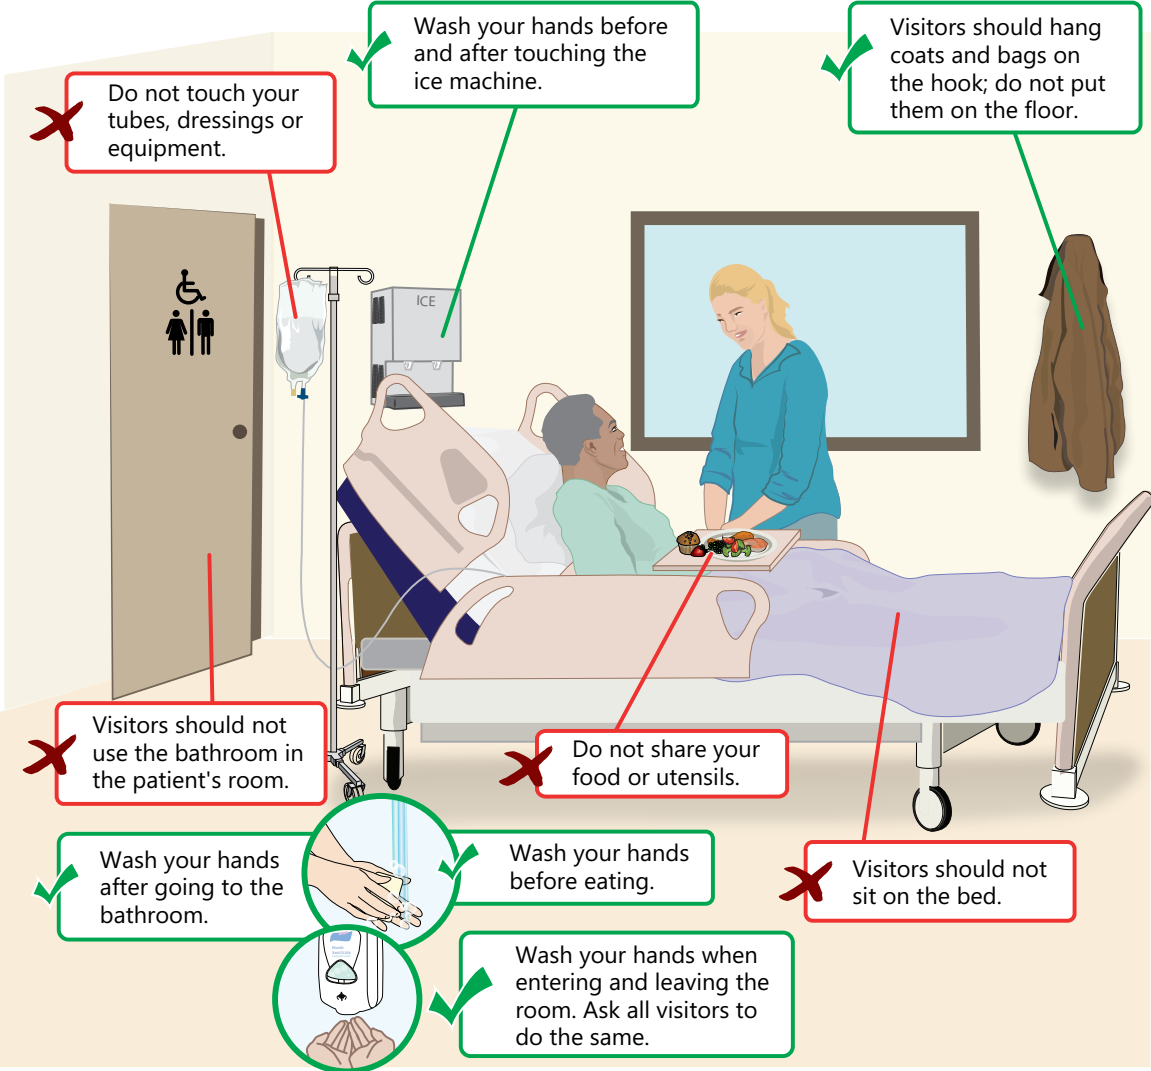 Wash your hands before
and after touching the
ice machine.
Visitors should hang
coats and bags on
the hook; do not put
them on the floor.
Do not touch your
tubes, dressings or
equipment.
ICE
Visitors should not
use the bathroom in
the patient's room.
Do not share your
food or utensils.
Wash your hands
after going to the
bathroom.
Wash your hands
before eating.
Visitors should not
sit on the bed.
Wash your hands when
entering and leaving the
room. Ask all visitors to
do the same.